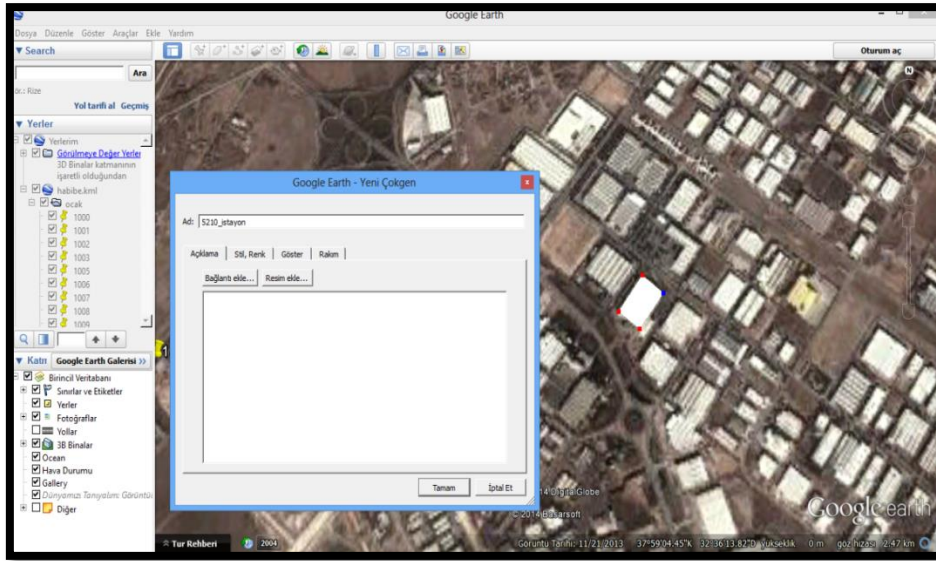 Google Earth
Dosya Düzenle Göster Araçlar Ekle Yardım
Search
Oturum aç
Ara
ör.: Rize
Yol tarifi al Geçmiş
Yerler
Yerlerim
Görülmeye Değer Yerler
3D Binalar katmanının
işaretli olduğundan
habibe.kml
ocak
1000
1001
1002
1003
1005
1006
1007
1008
1009
Katm
Google Earth Galerisi >>
Birincil Veritabanı
Sınırlar ve Etiketler
Yerler
Fotoğraflar
Yollar
3B Binalar
Ocean
Hava Durumu
Gallery
Dünyamızı Tanıyalım: Görüntü
Diğer
Google Earth - Yeni Çokgen
Ad: 5210_istayon
Açıklama Stil, Renk Göster Rakım
Bağlantı ekle... Resim ekle...
Tamam İptal Et
N
14 DigitalGlobe
© 2014 Basarsoft
Google earth
Tur Rehberi
2004
Görüntü Tarihi: 11/21/2013 37°59'04.45"K 32°36'13.82"D yükseklik 0 m göz hizası 2.47 km